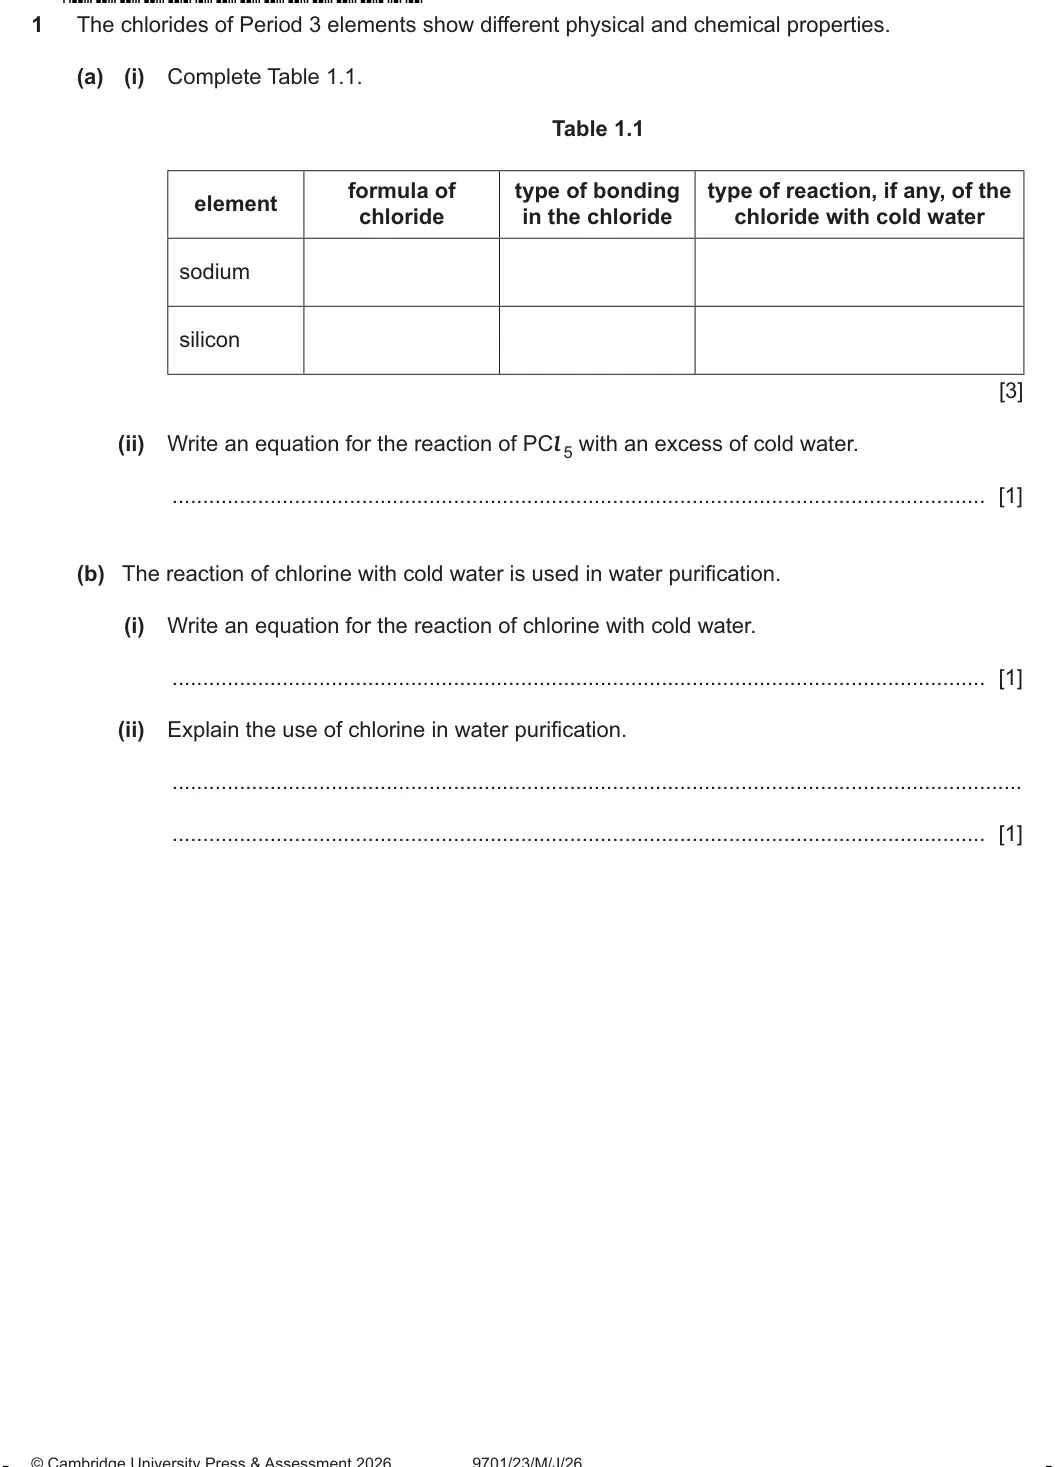 1 The chlorides of Period 3 elements show different physical and chemical properties.
(a) (i) Complete Table 1.1.
Table 1.1
element formula of chloride type of bonding in the chloride type of reaction, if any, of the chloride with cold water
sodium
silicon
[3]
(ii) Write an equation for the reaction of PCl5 with an excess of cold water.
.......................................................................................................................................... [1]
(b) The reaction of chlorine with cold water is used in water purification.
(i) Write an equation for the reaction of chlorine with cold water.
.......................................................................................................................................... [1]
(ii) Explain the use of chlorine in water purification.
................................................................................................................................................
.......................................................................................................................................... [1]
© Cambridge University Press & Assessment 2026 9701/23/M/J/26